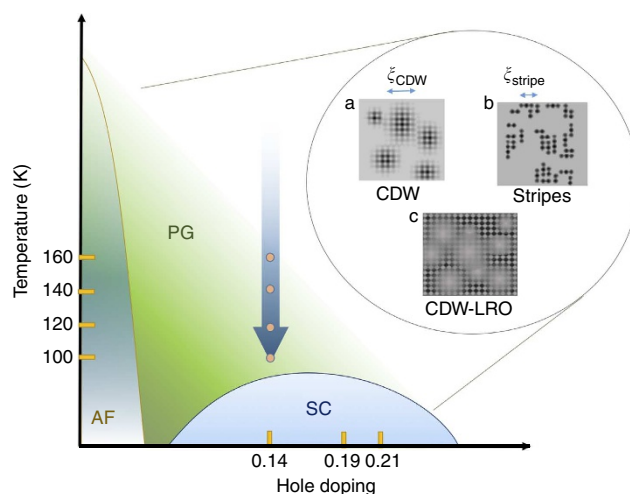 ξCDW
ξstripe
a
b
CDW
Stripes
c
CDW-LRO
PG
Temperature (K)
160
140
120
100
AF
SC
0.14
0.19 0.21
Hole doping